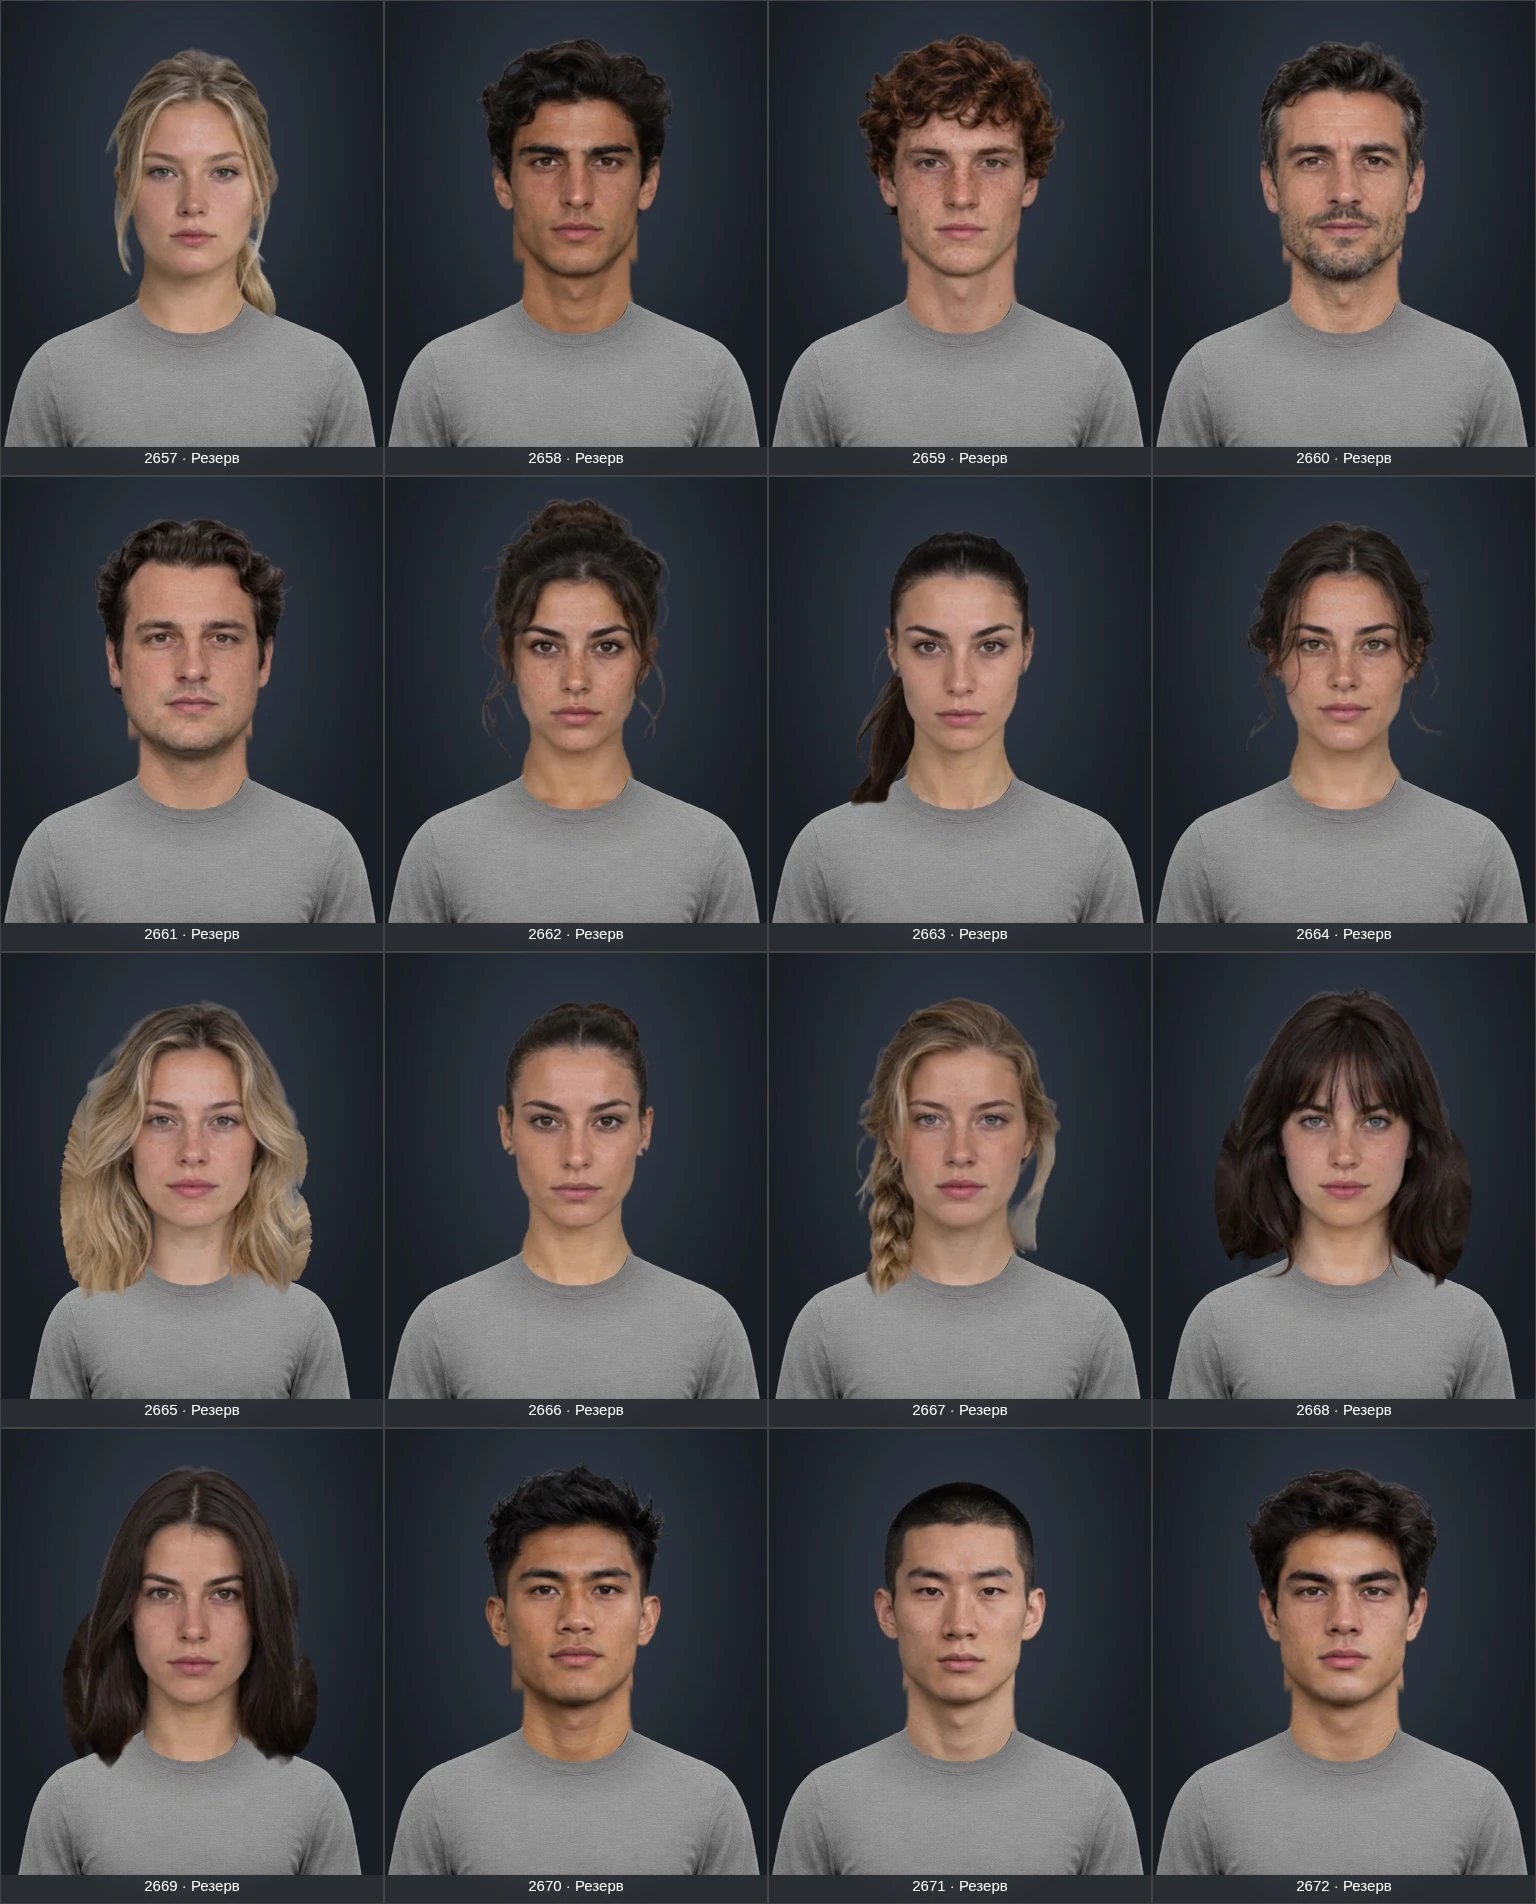 2657 · Резерв
2658 · Резерв
2659 · Резерв
2660 · Резерв
2661 · Резерв
2662 · Резерв
2663 · Резерв
2664 · Резерв
2665 · Резерв
2666 · Резерв
2667 · Резерв
2668 · Резерв
2669 · Резерв
2670 · Резерв
2671 · Резерв
2672 · Резерв